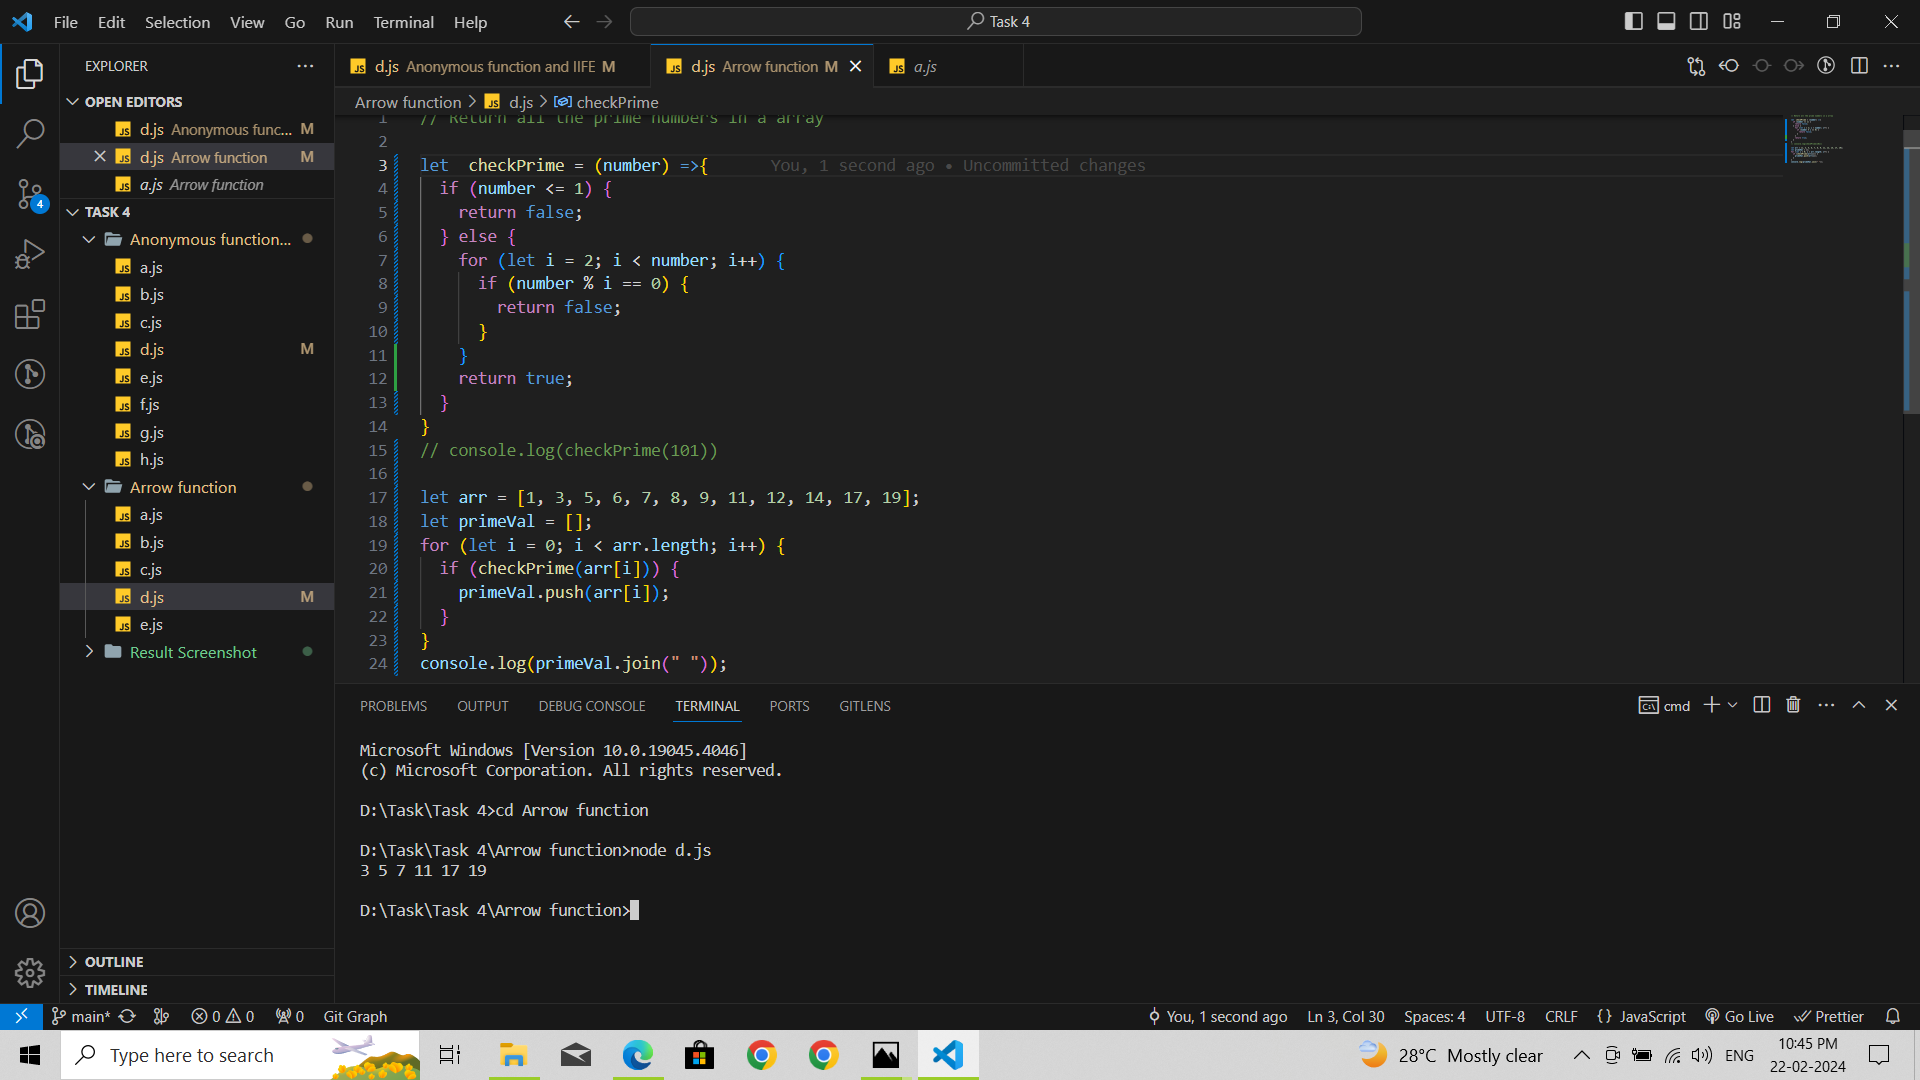 File Edit Selection View Go Run Terminal Help
Task 4
EXPLORER
OPEN EDITORS
d.js Anonymous func... M
d.js Arrow function M
a.js Arrow function
TASK 4
Anonymous function...
a.js
b.js
c.js
d.js M
e.js
f.js
g.js
h.js
Arrow function
a.js
b.js
c.js
d.js M
e.js
Result Screenshot
OUTLINE
TIMELINE
4
d.js Anonymous function and IIFE M
d.js Arrow function M
a.js
Arrow function > d.js > checkPrime
1 // Return all the prime numbers in a array
2
3 let  checkPrime = (number) =>{ You, 1 second ago • Uncommitted changes
4 if (number <= 1) {
5 return false;
6 } else {
7 for (let i = 2; i < number; i++) {
8 if (number % i == 0) {
9 return false;
10 }
11 }
12 return true;
13 }
14 }
15 // console.log(checkPrime(101))
16
17 let arr = [1, 3, 5, 6, 7, 8, 9, 11, 12, 14, 17, 19];
18 let primeVal = [];
19 for (let i = 0; i < arr.length; i++) {
20 if (checkPrime(arr[i])) {
21 primeVal.push(arr[i]);
22 }
23 }
24 console.log(primeVal.join(" "));
PROBLEMS OUTPUT DEBUG CONSOLE TERMINAL PORTS GITLENS
cmd
Microsoft Windows [Version 10.0.19045.4046]
(c) Microsoft Corporation. All rights reserved.
D:\Task\Task 4>cd Arrow function
D:\Task\Task 4\Arrow function>node d.js
3 5 7 11 17 19
D:\Task\Task 4\Arrow function>
main* 0 0 0 Git Graph
You, 1 second ago Ln 3, Col 30 Spaces: 4 UTF-8 CRLF {} JavaScript Go Live Prettier
Type here to search
28°C Mostly clear
ENG
10:45 PM
22-02-2024